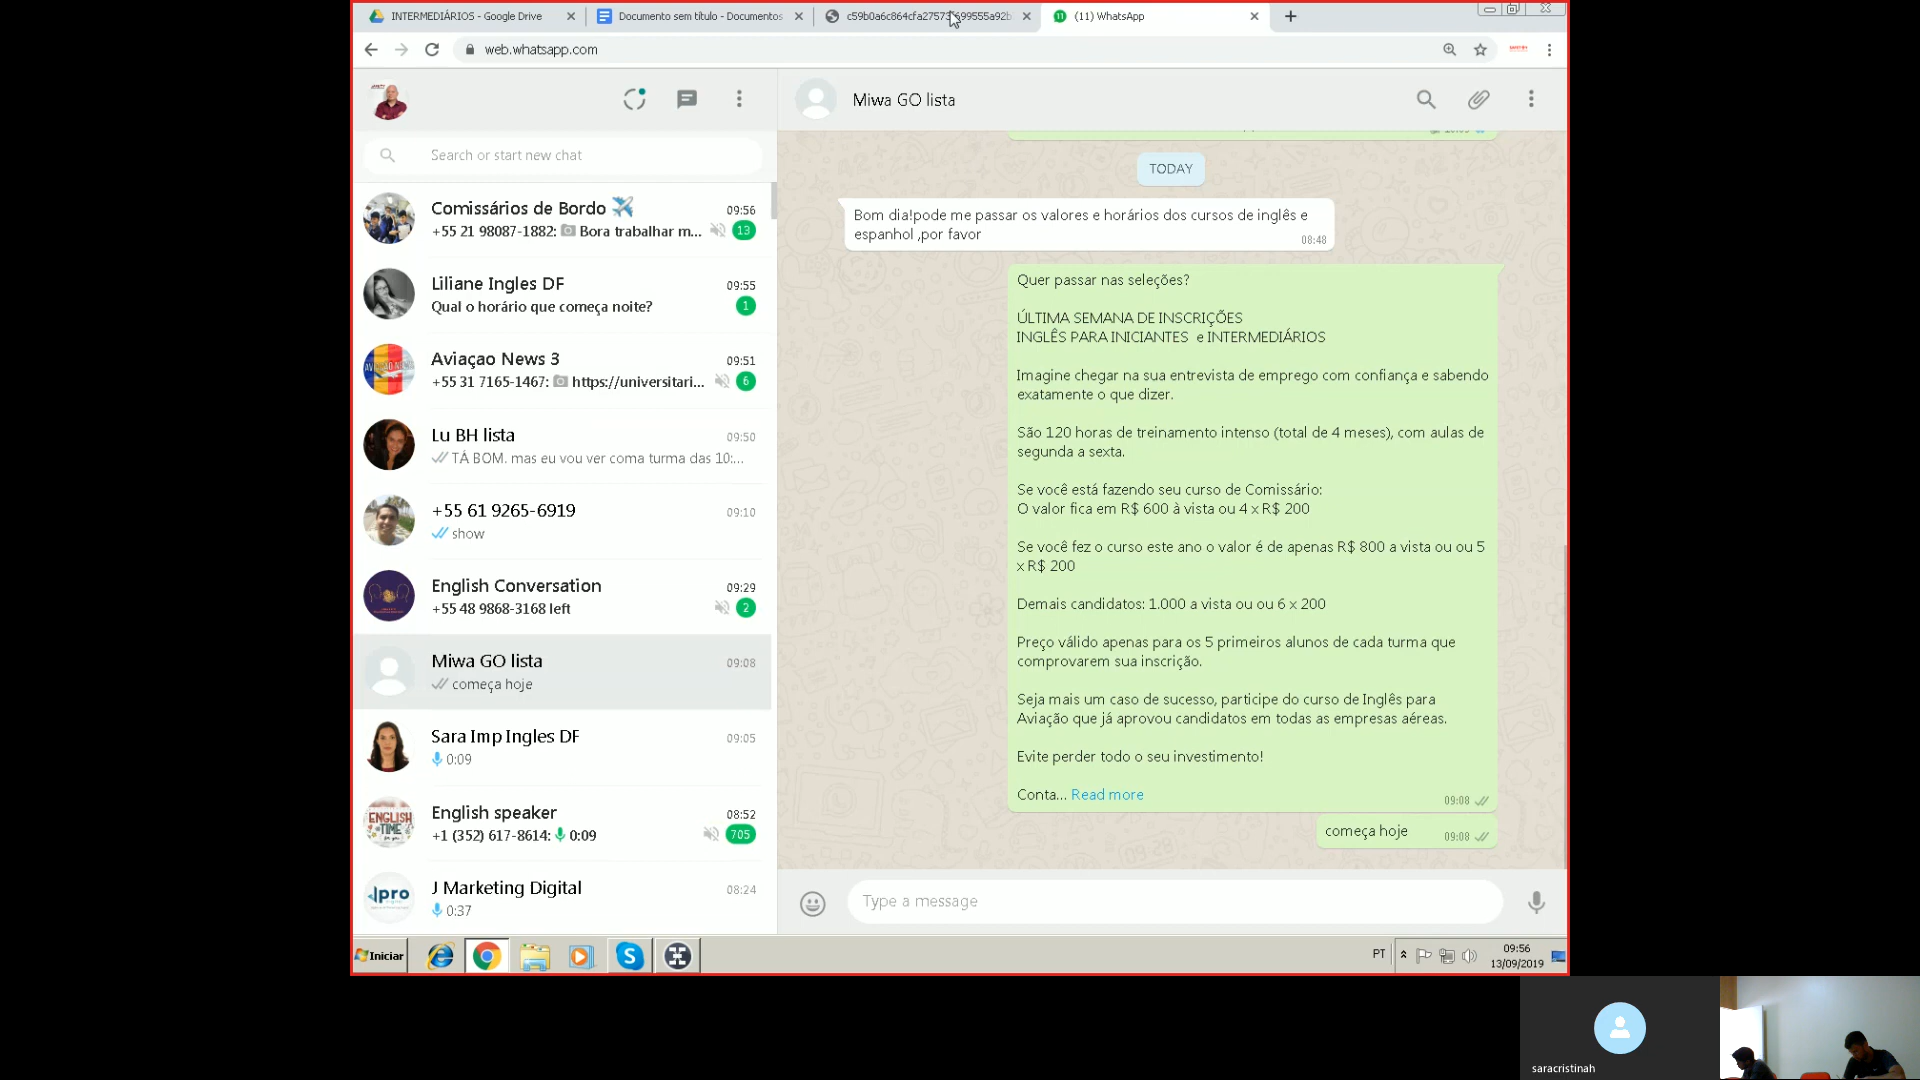 INTERMEDIÁRIOS - Google Drive
Documento sem título - Documentos
(11) WhatsApp
web.whatsapp.com
Miwa GO lista
Search or start new chat
TODAY
Comissários de Bordo ✈️ 09:56
+55 21 98087-1882: 📷 Bora trabalhar m... 13
Liliane Ingles DF 09:55
Qual o horário que começa noite? 1
Aviaçao News 3 09:51
+55 31 7165-1467: 📷 https://universitari... 6
Lu BH lista 09:50
TÁ BOM. mas eu vou ver coma turma das 10:...
+55 61 9265-6919 09:10
show
English Conversation 09:29
+55 48 9868-3168 left 2
Miwa GO lista 09:08
começa hoje
Sara Imp Ingles DF 09:05
0:09
English speaker 08:52
+1 (352) 617-8614: 0:09 705
J Marketing Digital 08:24
0:37
Bom dia!pode me passar os valores e horários dos cursos de inglês e
espanhol ,por favor
08:48
Quer passar nas seleções?
ÚLTIMA SEMANA DE INSCRIÇÕES
INGLÊS PARA INICIANTES e INTERMEDIÁRIOS
Imagine chegar na sua entrevista de emprego com confiança e sabendo
exatamente o que dizer.
São 120 horas de treinamento intenso (total de 4 meses), com aulas de
segunda a sexta.
Se você está fazendo seu curso de Comissário:
O valor fica em R$ 600 à vista ou 4 x R$ 200
Se você fez o curso este ano o valor é de apenas R$ 800 a vista ou ou 5
x R$ 200
Demais candidatos: 1.000 a vista ou ou 6 x 200
Preço válido apenas para os 5 primeiros alunos de cada turma que
comprovarem sua inscrição.
Seja mais um caso de sucesso, participe do curso de Inglês para
Aviação que já aprovou candidatos em todas as empresas aéreas.
Evite perder todo o seu investimento!
Conta... Read more
09:08
começa hoje 09:08
Type a message
Iniciar
PT
09:56
13/09/2019
saracristinah